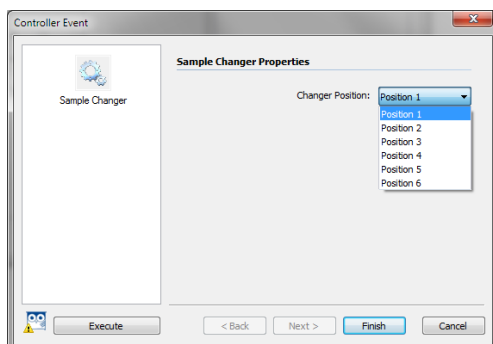 Controller Event
Sample Changer
Sample Changer Properties
Changer Position: Position 1
Position 1
Position 2
Position 3
Position 4
Position 5
Position 6
Execute
< Back
Next >
Finish
Cancel